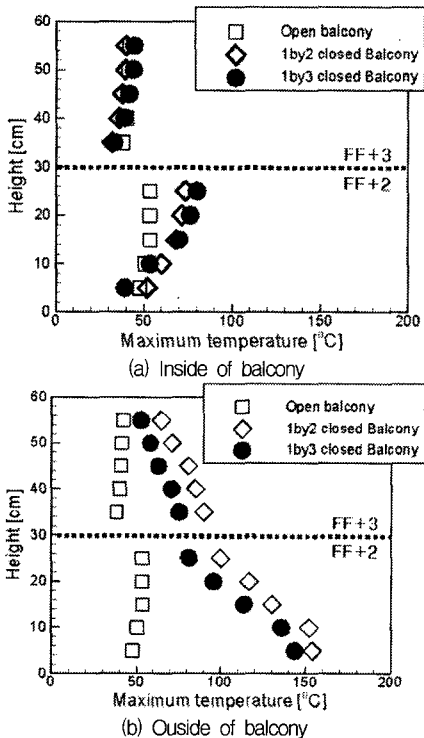 60
Open balcony
1by2 closed Balcony
1by3 closed Balcony
50
40
30
20
10
0
Height [cm]
FF+3
FF+2
0 50 100 150 200
Maximum temperature [°C]
(a) Inside of balcony
60
Open balcony
1by2 closed Balcony
1by3 closed Balcony
50
40
30
20
10
0
Height [cm]
FF+3
FF+2
0 50 100 150 200
Maximum temperature [°C]
(b) Ouside of balcony